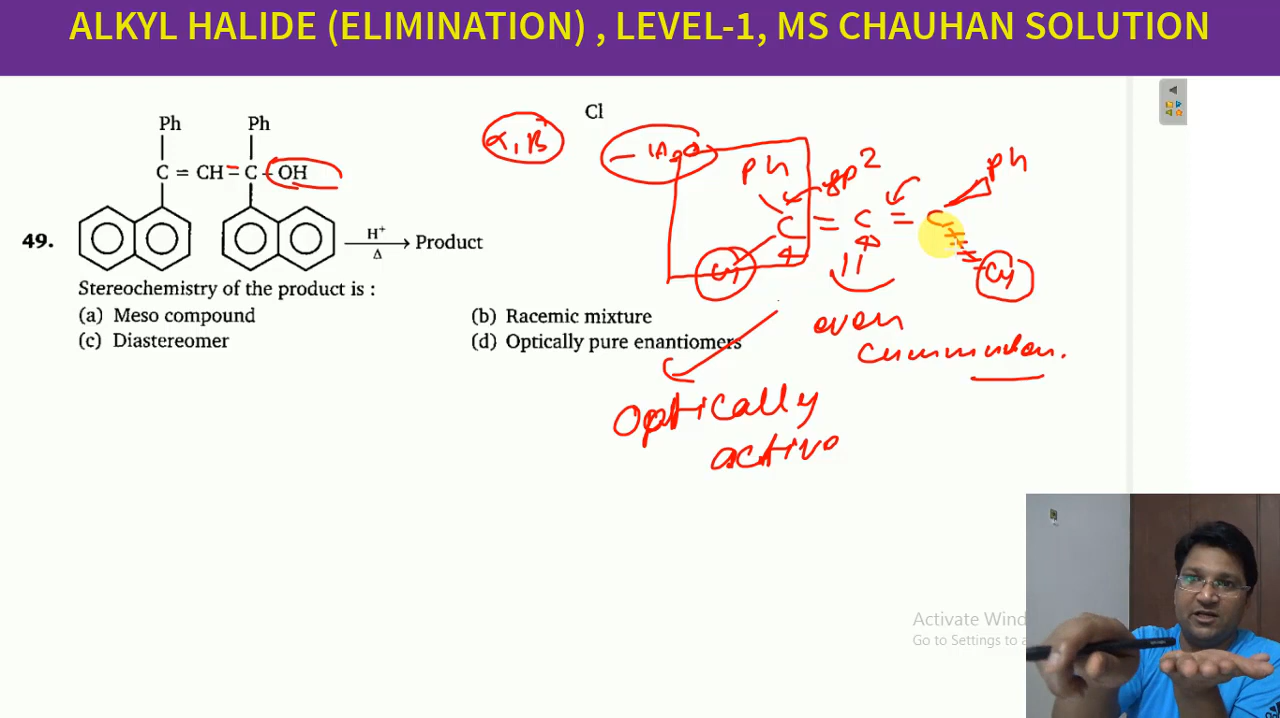 ALKYL HALIDE (ELIMINATION) , LEVEL-1, MS CHAUHAN SOLUTION
Ph Ph
C = CH – C – OH
49.
H⁺
Δ
Product
Stereochemistry of the product is :
(a) Meso compound
(b) Racemic mixture
(c) Diastereomer
(d) Optically pure enantiomers
Cl
α, β
– H₂O
Ph sp² Ph
C = C = C
even
Optically
active
Activate Wind
Go to Settings to a